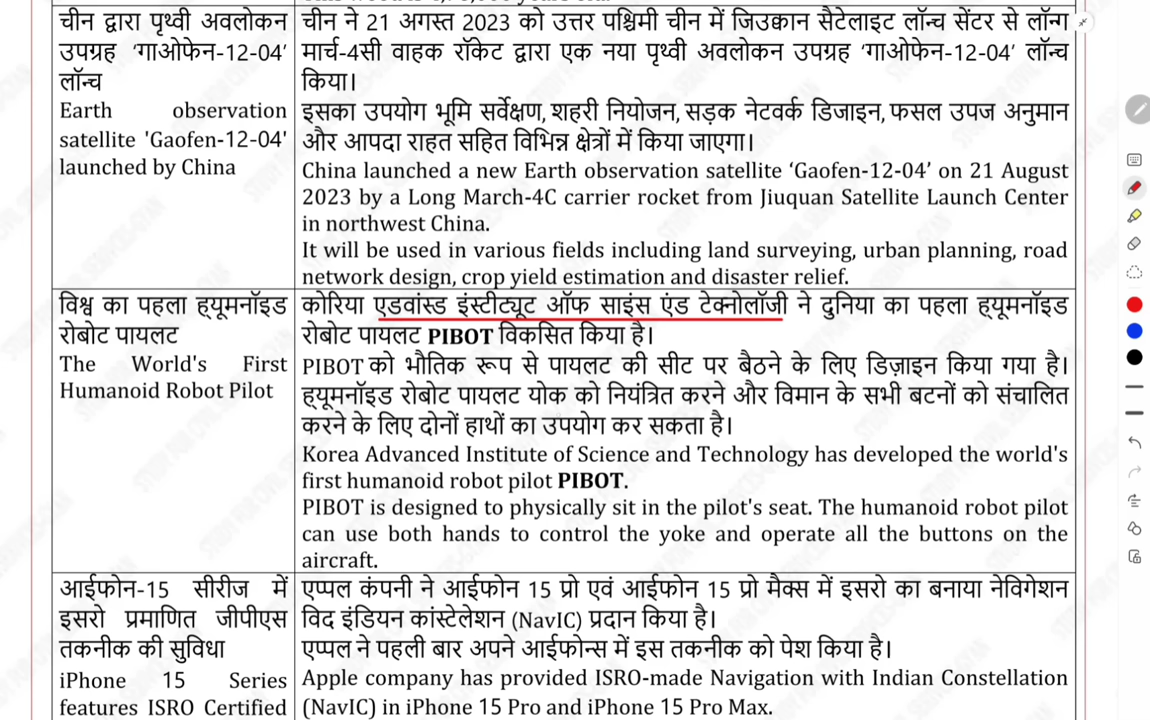 चीन द्वारा पृथ्वी अवलोकन
उपग्रह 'गाओफेन-12-04'
लॉन्च
Earth observation
satellite 'Gaofen-12-04'
launched by China
चीन ने 21 अगस्त 2023 को उत्तर पश्चिमी चीन में जिउक्वान सैटेलाइट लॉन्च सेंटर से लॉन्ग
मार्च-4सी वाहक रॉकेट द्वारा एक नया पृथ्वी अवलोकन उपग्रह ‘गाओफेन-12-04’ लॉन्च
किया।
इसका उपयोग भूमि सर्वेक्षण, शहरी नियोजन, सड़क नेटवर्क डिजाइन, फसल उपज अनुमान
और आपदा राहत सहित विभिन्न क्षेत्रों में किया जाएगा।
China launched a new Earth observation satellite ‘Gaofen-12-04’ on 21 August
2023 by a Long March-4C carrier rocket from Jiuquan Satellite Launch Center
in northwest China.
It will be used in various fields including land surveying, urban planning, road
network design, crop yield estimation and disaster relief.
विश्व का पहला ह्यूमनॉइड
रोबोट पायलट
The World's First
Humanoid Robot Pilot
कोरिया एडवांस्ड इंस्टीट्यूट ऑफ साइंस एंड टेक्नोलॉजी ने दुनिया का पहला ह्यूमनॉइड
रोबोट पायलट PIBOT विकसित किया है।
PIBOT को भौतिक रूप से पायलट की सीट पर बैठने के लिए डिज़ाइन किया गया है।
ह्यूमनॉइड रोबोट पायलट योक को नियंत्रित करने और विमान के सभी बटनों को संचालित
करने के लिए दोनों हाथों का उपयोग कर सकता है।
Korea Advanced Institute of Science and Technology has developed the world's
first humanoid robot pilot PIBOT.
PIBOT is designed to physically sit in the pilot's seat. The humanoid robot pilot
can use both hands to control the yoke and operate all the buttons on the
aircraft.
आईफोन-15 सीरीज में
इसरो प्रमाणित जीपीएस
तकनीक की सुविधा
iPhone 15 Series
features ISRO Certified
एप्पल कंपनी ने आईफोन 15 प्रो एवं आईफोन 15 प्रो मैक्स में इसरो का बनाया नेविगेशन
विद इंडियन कांस्टेलेशन (NavIC) प्रदान किया है।
एप्पल ने पहली बार अपने आईफोन्स में इस तकनीक को पेश किया है।
Apple company has provided ISRO-made Navigation with Indian Constellation
(NavIC) in iPhone 15 Pro and iPhone 15 Pro Max.